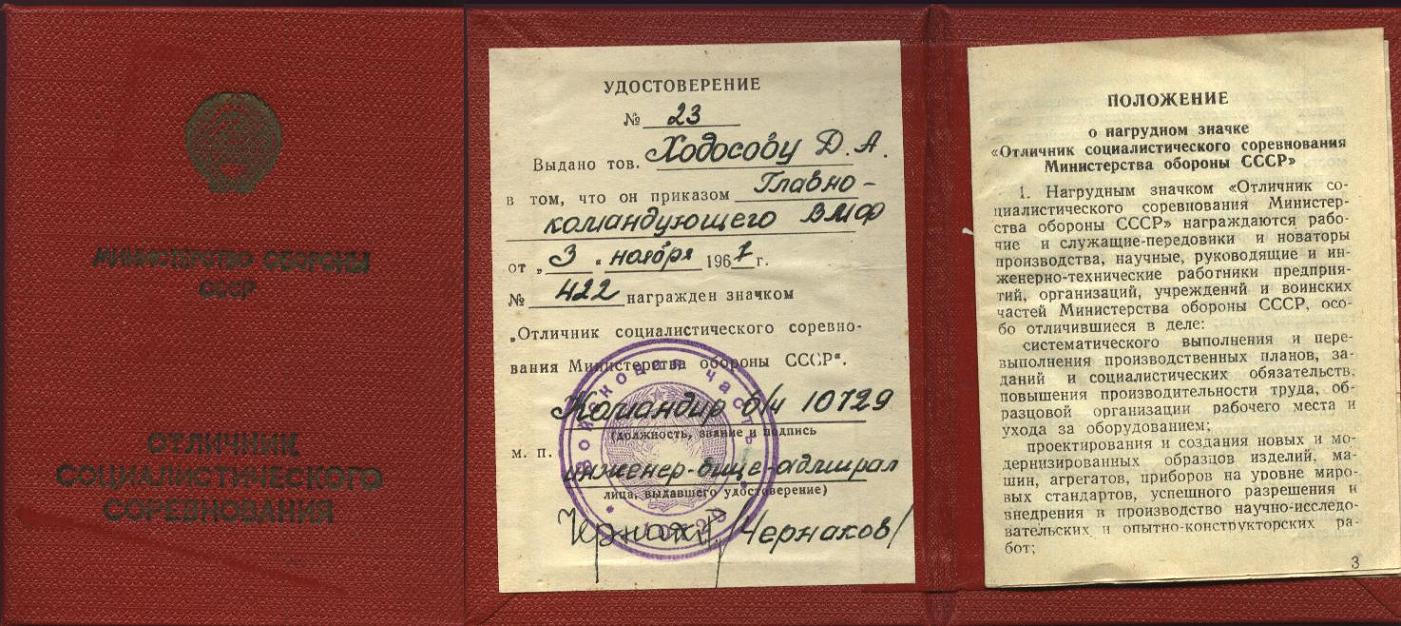 МИНИСТЕРСТВО ОБОРОНЫ
СССР
ОТЛИЧНИК
СОЦИАЛИСТИЧЕСКОГО
СОРЕВНОВАНИЯ
УДОСТОВЕРЕНИЕ
№ 23
Выдано тов. Ходосову Д. А.
в том, что он приказом Главно-
командующего ВМФ
от „3" ноября 1967 г.
№ 422 награжден значком
„Отличник социалистического соревно-
вания Министерства обороны СССР".
Командир в/ч 10729
(должность, звание и подпись
м. п.
инженер-вице-адмирал
лица, выдавшего удостоверение)
/Чернаков/
Войсковая часть
ПОЛОЖЕНИЕ
о нагрудном значке
«Отличник социалистического соревнования
Министерства обороны СССР»
1. Нагрудным значком «Отличник со-
циалистического соревнования Министер-
ства обороны СССР» награждаются рабо-
чие и служащие-передовики и новаторы
производства, научные, руководящие и ин-
женерно-технические работники предприя-
тий, организаций, учреждений и воинских
частей Министерства обороны СССР, осо-
бо отличившиеся в деле:
систематического выполнения и пере-
выполнения производственных планов, за-
даний и социалистических обязательств,
повышения производительности труда, об-
разцовой организации рабочего места и
ухода за оборудованием;
проектирования и создания новых и мо-
дернизированных образцов изделий, ма-
шин, агрегатов, приборов на уровне миро-
вых стандартов, успешного разрешения и
внедрения в производство научно-исследо-
вательских и опытно-конструкторских ра-
бот;
3